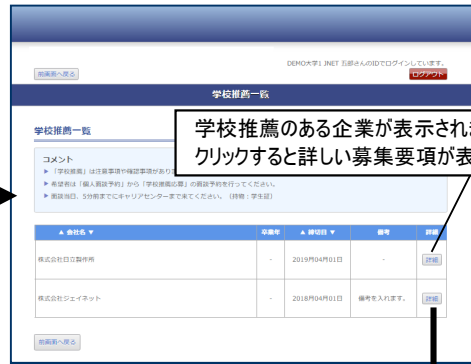 DEMO大学1 JNET 五郎さんのIDでログインしています。
前画面へ戻る
ログアウト
学校推薦一覧
学校推薦一覧
学校推薦のある企業が表示されま
クリックすると詳しい募集要項が表
コメント
▶ 「学校推薦」は注意事項や確認事項があり
▶ 希望者は「個人面談予約」から「学校推薦応募」の面談予約を行ってください。
▶ 面談当日、5分前までにキャリアセンターまで来てください。（持物：学生証）
▲ 会社名 ▼ 卒業年 ▲ 締切日 ▼ 備考 詳細
株式会社日立製作所 - 2019月04月01日 - 詳細
株式会社ジェイネット - 2018月04月01日 備考を入れます。 詳細
前画面へ戻る